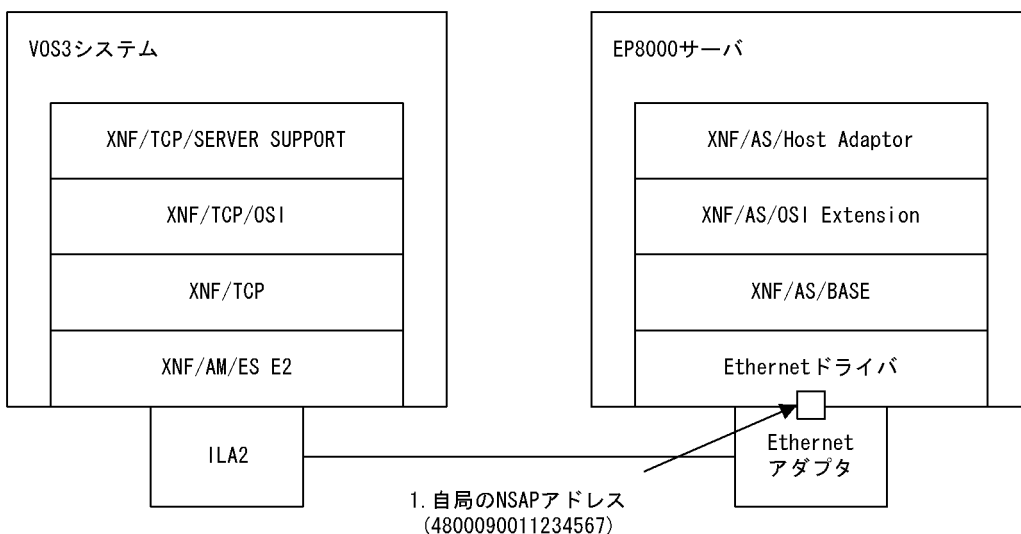 VOS3システム
XNF/TCP/SERVER SUPPORT
XNF/TCP/OSI
XNF/TCP
XNF/AM/ES E2
ILA2
EP8000サーバ
XNF/AS/Host Adaptor
XNF/AS/OSI Extension
XNF/AS/BASE
Ethernetドライバ
Ethernet
アダプタ
1. 自局のNSAPアドレス
(4800090011234567)